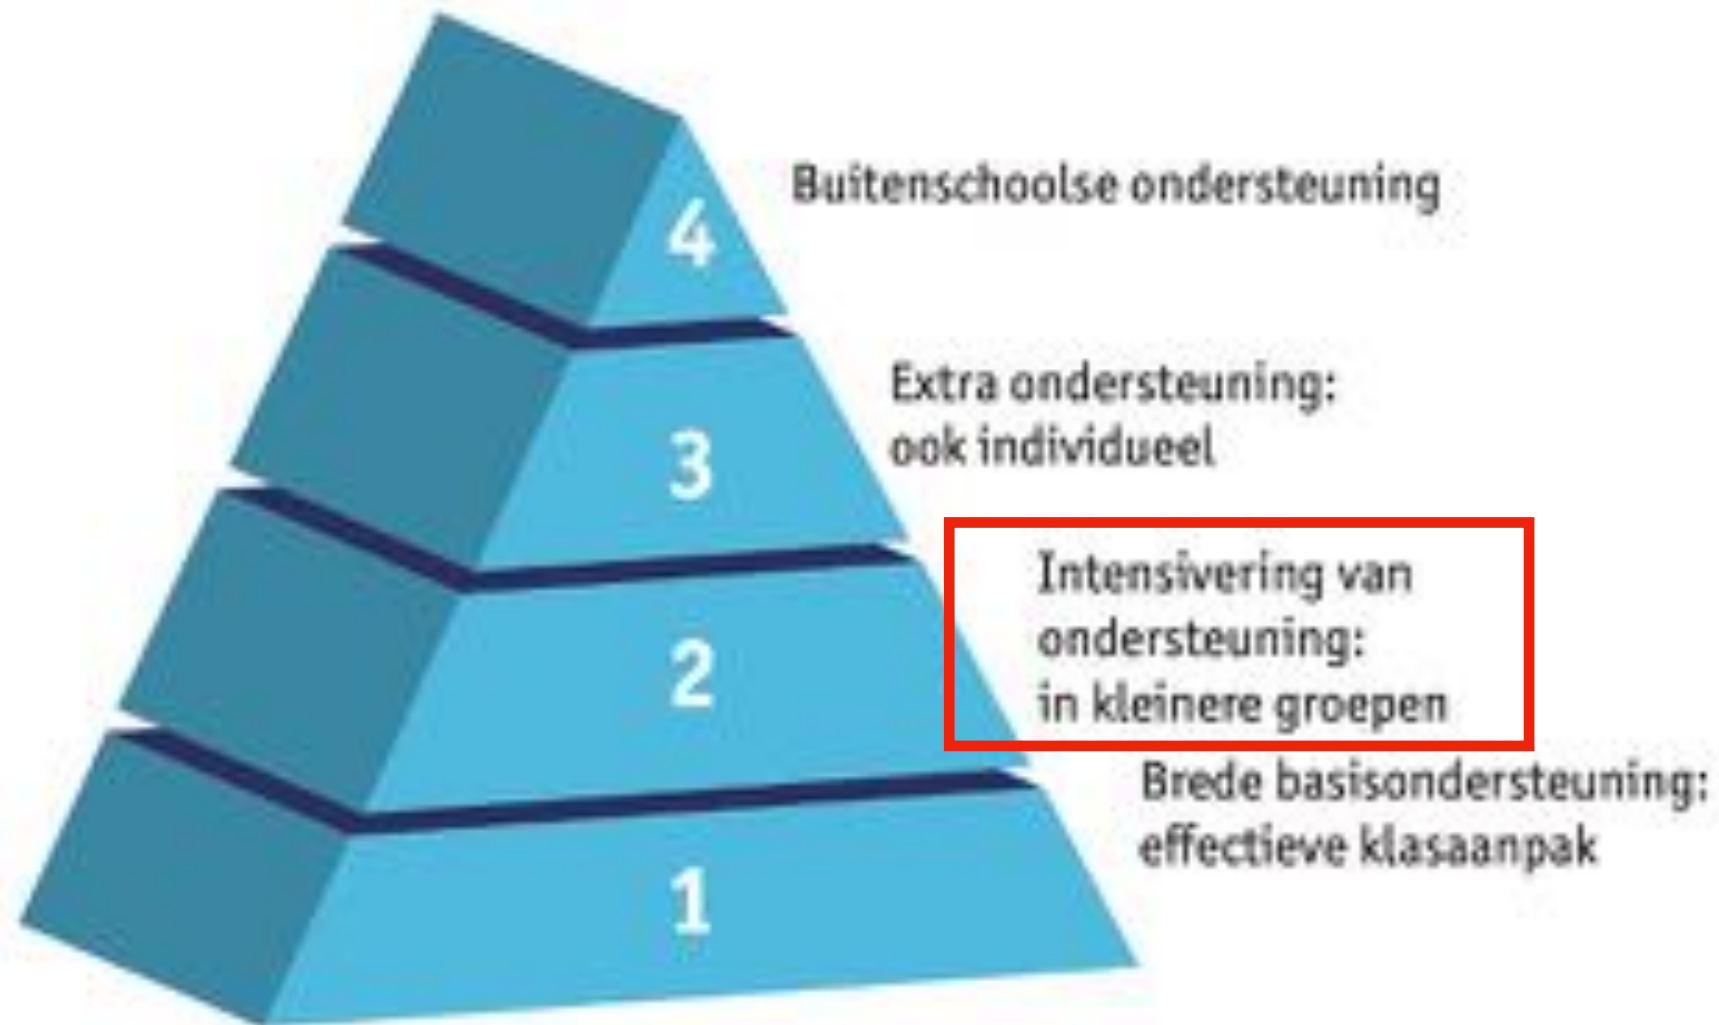 4
Buitenschoolse ondersteuning
3
Extra ondersteuning:
ook individueel
2
Intensivering van
ondersteuning:
in kleinere groepen
1
Brede basisondersteuning:
effectieve klasaanpak